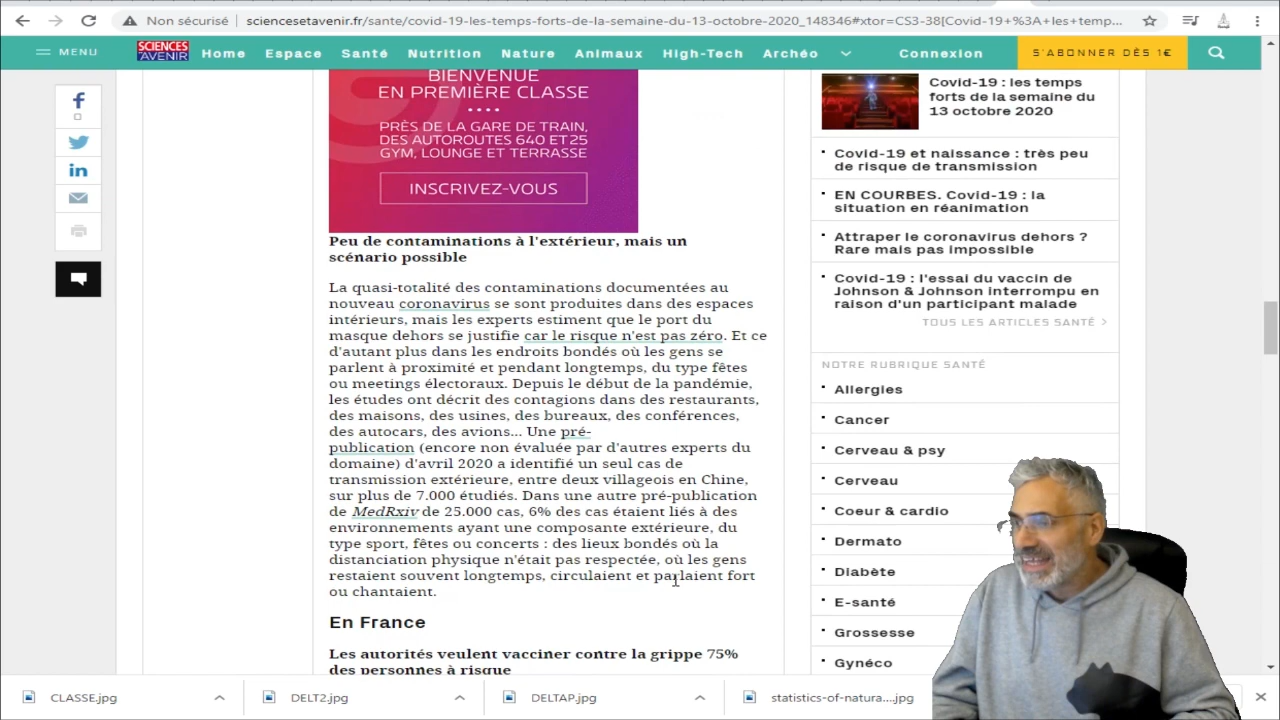 Non sécurisé
sciencesetavenir.fr/sante/covid-19-les-temps-forts-de-la-semaine-du-13-octobre-2020_148346#xtor=CS3-38[Covid-19+%3A+les+temp...
MENU
SCIENCES
AVENIR
Home
Espace
Santé
Nutrition
Nature
Animaux
High-Tech
Archéo
Connexion
S'ABONNER DÈS 1€
BIENVENUE
EN PREMIÈRE CLASSE
PRÈS DE LA GARE DE TRAIN,
DES AUTOROUTES 640 ET 25
GYM, LOUNGE ET TERRASSE
INSCRIVEZ-VOUS
Peu de contaminations à l'extérieur, mais un
scénario possible
La quasi-totalité des contaminations documentées au
nouveau coronavirus se sont produites dans des espaces
intérieurs, mais les experts estiment que le port du
masque dehors se justifie car le risque n'est pas zéro. Et ce
d'autant plus dans les endroits bondés où les gens se
parlent à proximité et pendant longtemps, du type fêtes
ou meetings électoraux. Depuis le début de la pandémie,
les études ont décrit des contagions dans des restaurants,
des maisons, des usines, des bureaux, des conférences,
des autocars, des avions... Une pré-
publication (encore non évaluée par d'autres experts du
domaine) d'avril 2020 a identifié un seul cas de
transmission extérieure, entre deux villageois en Chine,
sur plus de 7.000 étudiés. Dans une autre pré-publication
de MedRxiv de 25.000 cas, 6% des cas étaient liés à des
environnements ayant une composante extérieure, du
type sport, fêtes ou concerts : des lieux bondés où la
distanciation physique n'était pas respectée, où les gens
restaient souvent longtemps, circulaient et parlaient fort
ou chantaient.
En France
Les autorités veulent vacciner contre la grippe 75%
des personnes à risque
Covid-19 : les temps
forts de la semaine du
13 octobre 2020
Covid-19 et naissance : très peu
de risque de transmission
EN COURBES. Covid-19 : la
situation en réanimation
Attraper le coronavirus dehors ?
Rare mais pas impossible
Covid-19 : l'essai du vaccin de
Johnson & Johnson interrompu en
raison d'un participant malade
TOUS LES ARTICLES SANTÉ
NOTRE RUBRIQUE SANTÉ
Allergies
Cancer
Cerveau & psy
Cerveau
Coeur & cardio
Dermato
Diabète
E-santé
Grossesse
Gynéco
CLASSE.jpg
DELT2.jpg
DELTAP.jpg
statistics-of-natura....jpg